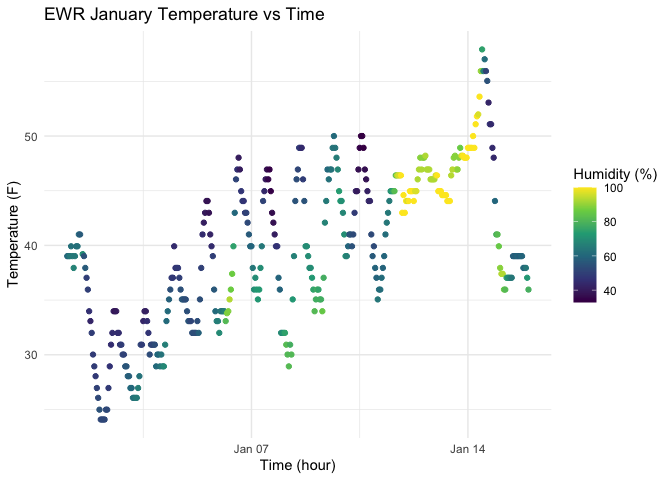 EWR January Temperature vs Time
Temperature (F)
50
40
30
Jan 07
Jan 14
Time (hour)
Humidity (%)
100
80
60
40